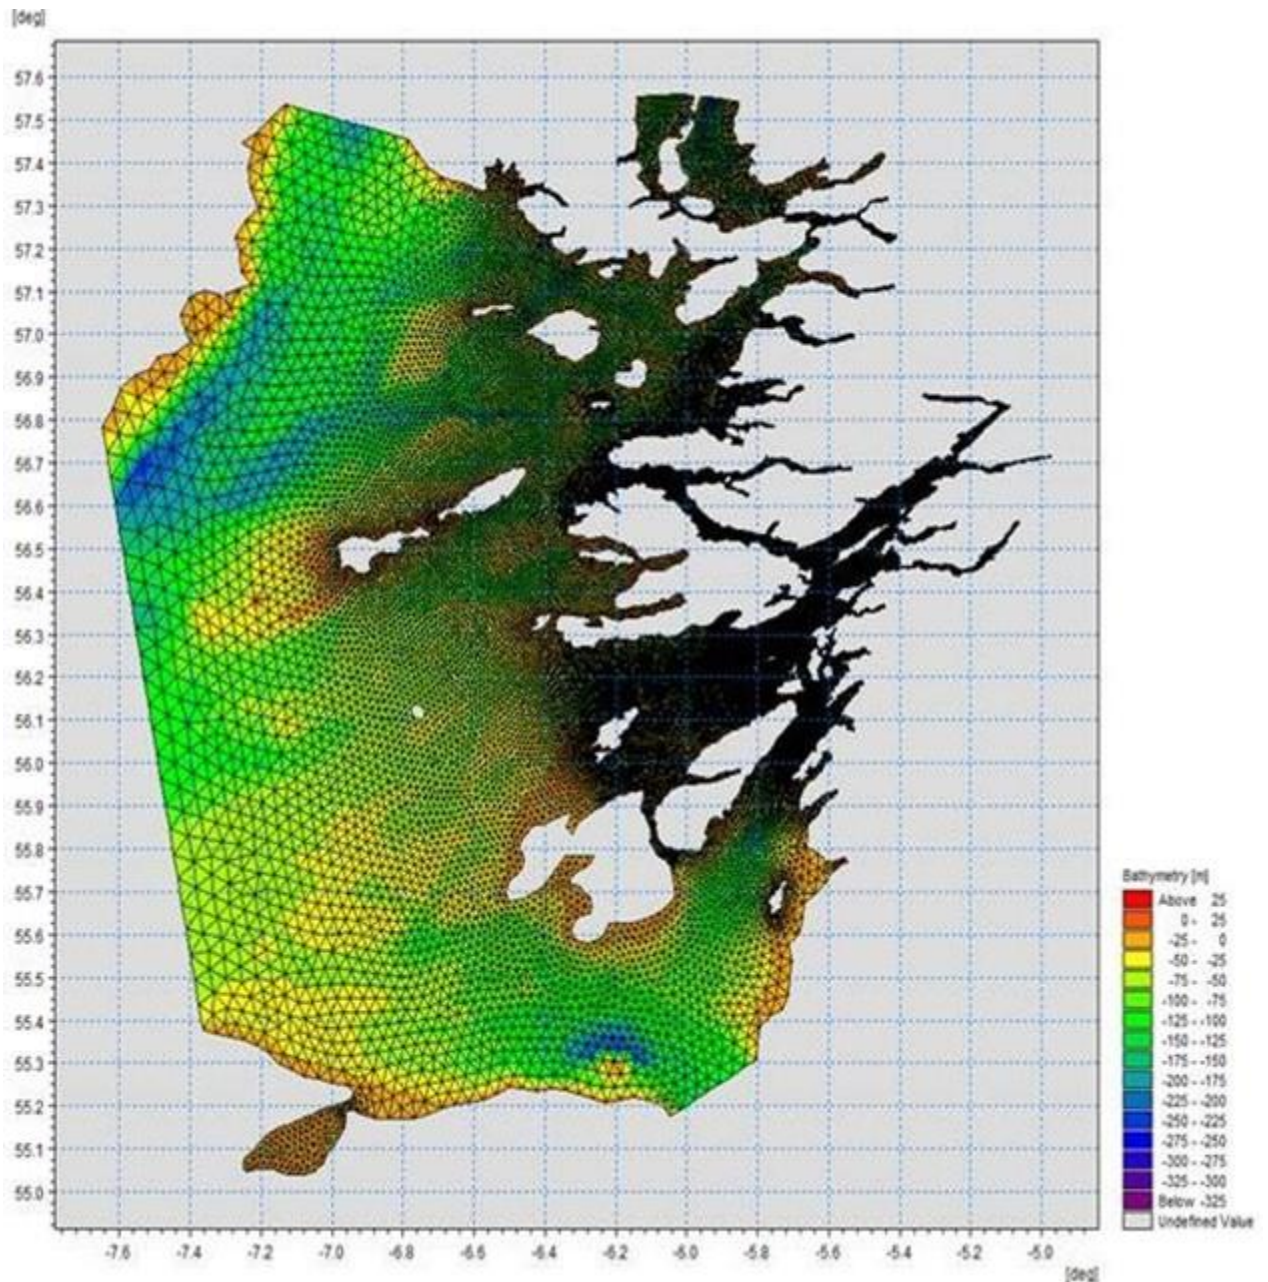 [deg]
57.6
57.5
57.4
57.3
57.2
57.1
57.0
56.9
56.8
56.7
56.6
56.5
56.4
56.3
56.2
56.1
56.0
55.9
55.8
55.7
55.6
55.5
55.4
55.3
55.2
55.1
55.0
-7.6 -7.4 -7.2 -7.0 -6.8 -6.6 -6.4 -6.2 -6.0 -5.8 -5.6 -5.4 -5.2 -5.0
[deg]
Bathymetry [m]
Above 25
0 - 25
-25 - 0
-50 - -25
-75 - -50
-100 - -75
-125 - -100
-150 - -125
-175 - -150
-200 - -175
-225 - -200
-250 - -225
-275 - -250
-300 - -275
-325 - -300
Below -325
Undefined Value